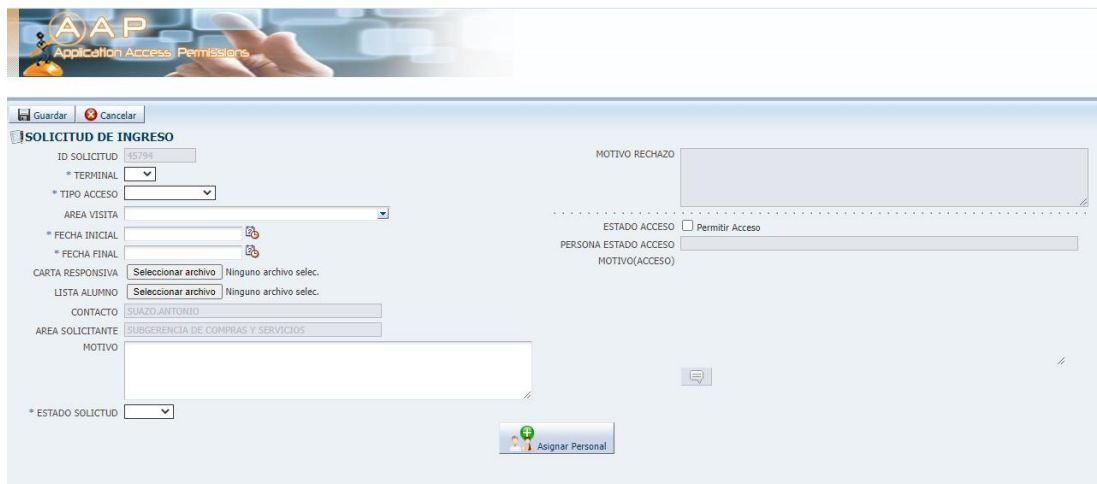 AAP
Application Access Permissions
Guardar Cancelar
SOLICITUD DE INGRESO
ID SOLICITUD 45794
* TERMINAL
* TIPO ACCESO
AREA VISITA
* FECHA INICIAL
* FECHA FINAL
CARTA RESPONSIVA Seleccionar archivo Ninguno archivo selec.
LISTA ALUMNO Seleccionar archivo Ninguno archivo selec.
CONTACTO SUAZO.ANTONIO
AREA SOLICITANTE SUBGERENCIA DE COMPRAS Y SERVICIOS
MOTIVO
* ESTADO SOLICTUD
MOTIVO RECHAZO
ESTADO ACCESO Permitir Acceso
PERSONA ESTADO ACCESO
MOTIVO(ACCESO)
Asignar Personal